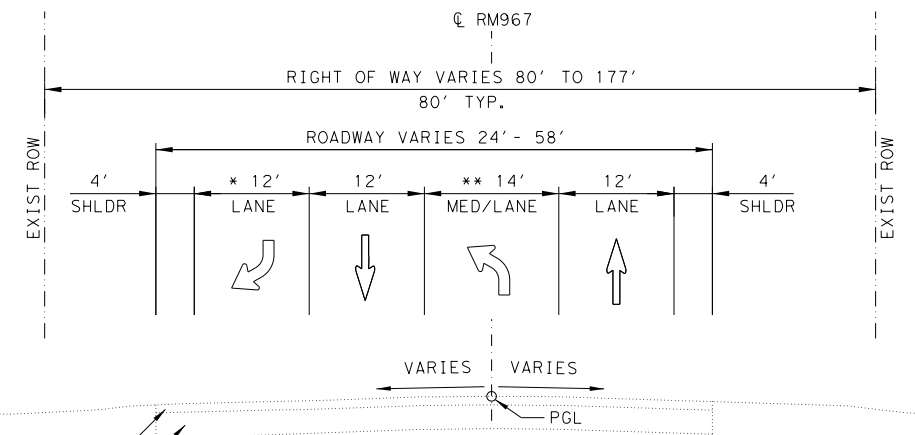 ℄ RM967
RIGHT OF WAY VARIES 80' TO 177'
80' TYP.
ROADWAY VARIES 24'- 58'
EXIST ROW
4'
SHLDR
* 12'
LANE
12'
LANE
** 14'
MED/LANE
12'
LANE
4'
SHLDR
EXIST ROW
VARIES VARIES
PGL